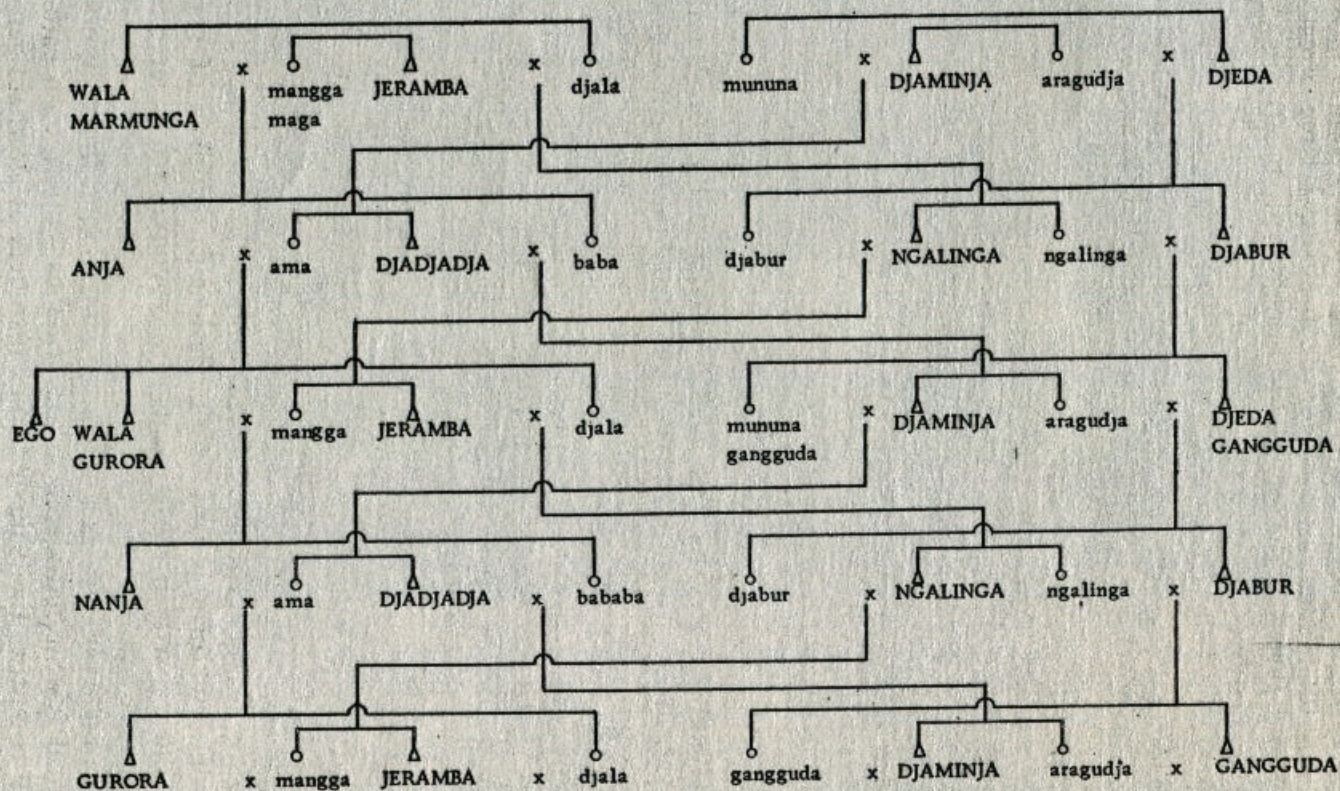 WALA x mangga JERAMBA x djala mununa x DJAMINJA aragudja x DJEDA
MARMUNGA maga
ANJA x ama DJADJADJA x baba djabur x NGALINGA ngalinga x DJABUR
EGO WALA x mangga JERAMBA x djala mununa x DJAMINJA aragudja x DJEDA
GURORA gangguda GANGGUDA
NANJA x ama DJADJADJA x bababa djabur x NGALINGA ngalinga x DJABUR
GURORA x mangga JERAMBA x djala gangguda x DJAMINJA aragudja x GANGGUDA